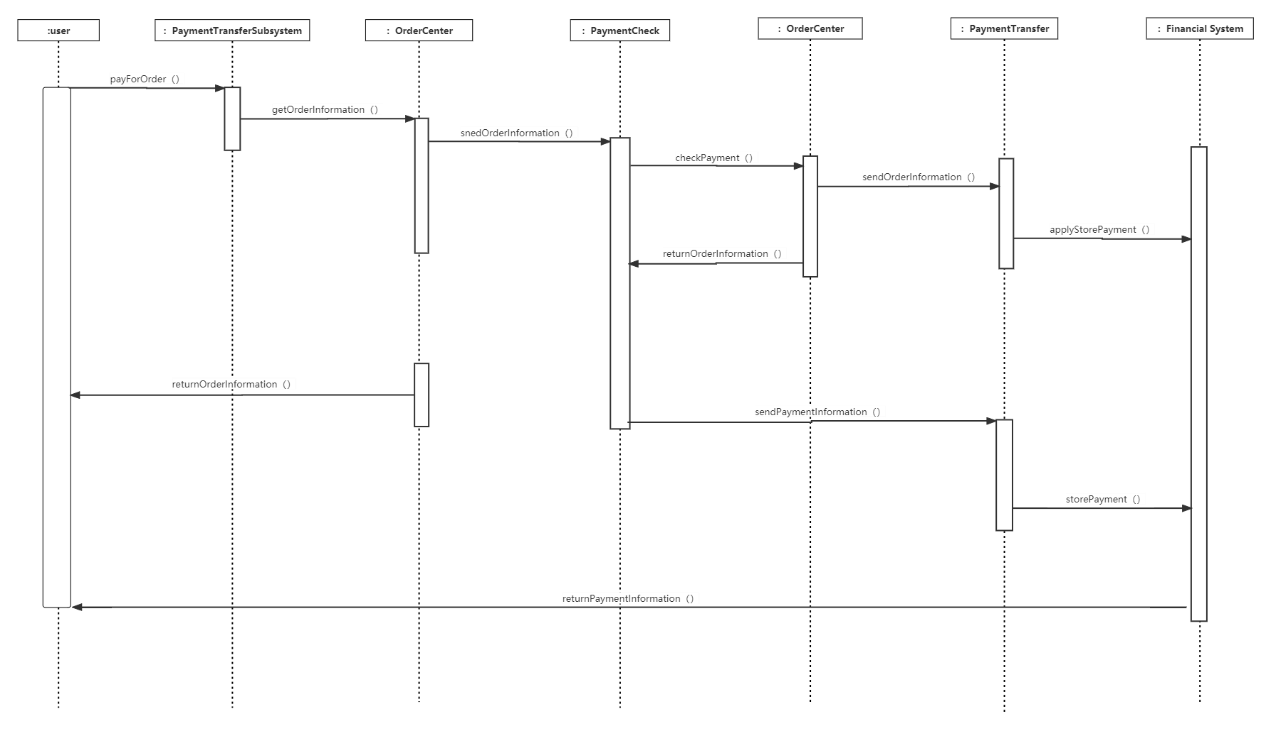 :user
: PaymentTransferSubsystem
: OrderCenter
: PaymentCheck
: OrderCenter
: PaymentTransfer
: Financial System
payForOrder ()
getOrderInformation ()
snedOrderInformation ()
checkPayment ()
sendOrderInformation ()
applyStorePayment ()
returnOrderInformation ()
returnOrderInformation ()
sendPaymentInformation ()
storePayment ()
returnPaymentInformation ()